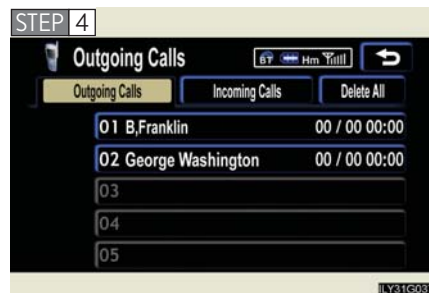 STEP 4
Outgoing Calls BT Hm
Outgoing Calls Incoming Calls Delete All
01 B,Franklin 00 / 00 00:00
02 George Washington 00 / 00 00:00
03
04
05
ILY31G03